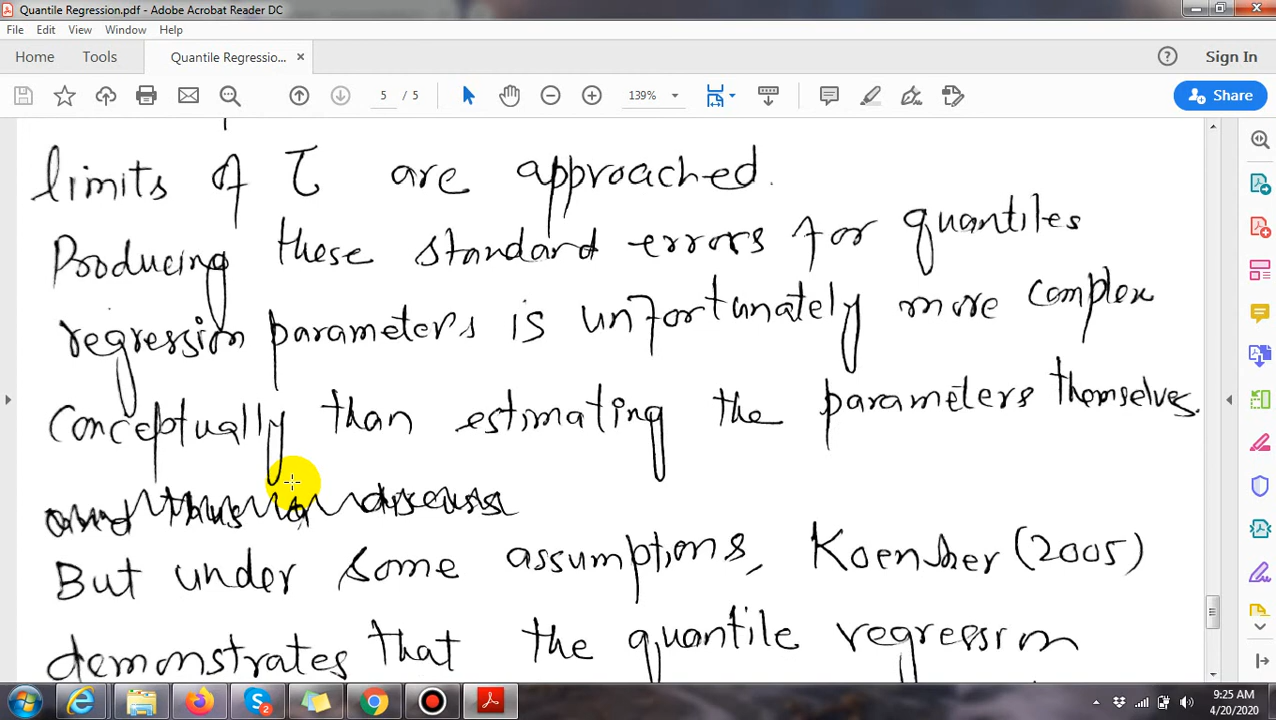 Quantile Regression.pdf - Adobe Acrobat Reader DC
File Edit View Window Help
Home Tools Quantile Regressio... × Sign In
5 / 5 139% Share
limits of τ are approached.
Producing these standard errors for quantiles
regression parameters is unfortunately more complex
Conceptually than estimating the parameters themselves.
and thus a discuss
But under some assumptions, Koenker (2005)
demonstrates that the quantile regression
9:25 AM
4/20/2020